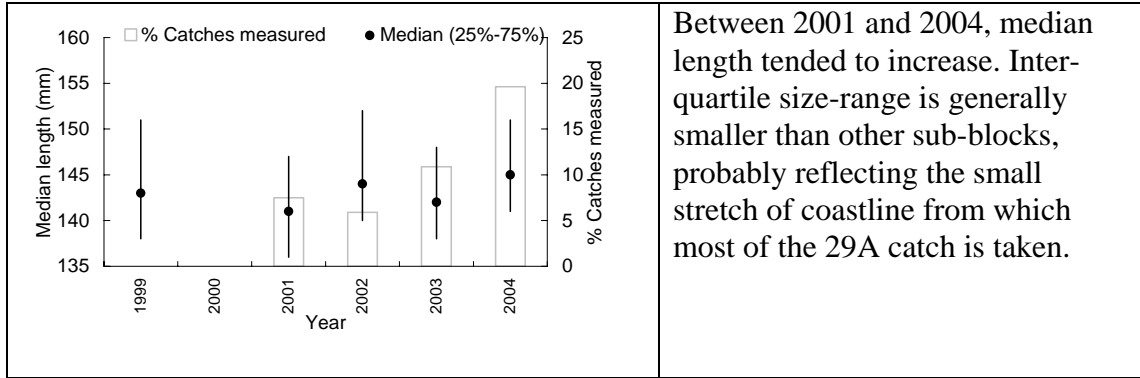 160 % Catches measured Median (25%-75%) 25
155 20
150 15
145 10
140 5
135 0
Median length (mm)
% Catches measured
1999 2000 2001 2002 2003 2004
Year
Between 2001 and 2004, median
length tended to increase. Inter-
quartile size-range is generally
smaller than other sub-blocks,
probably reflecting the small
stretch of coastline from which
most of the 29A catch is taken.